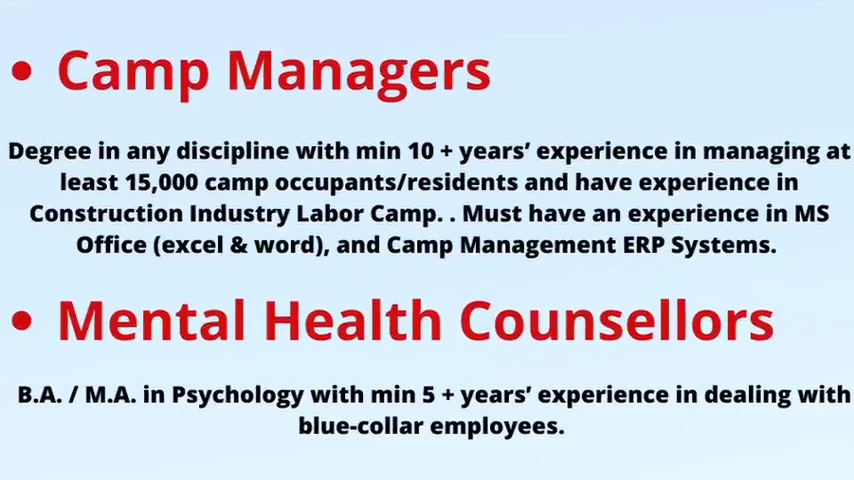 • Camp Managers
Degree in any discipline with min 10 + years’ experience in managing at
least 15,000 camp occupants/residents and have experience in
Construction Industry Labor Camp. . Must have an experience in MS
Office (excel & word), and Camp Management ERP Systems.
• Mental Health Counsellors
B.A. / M.A. in Psychology with min 5 + years’ experience in dealing with
blue-collar employees.